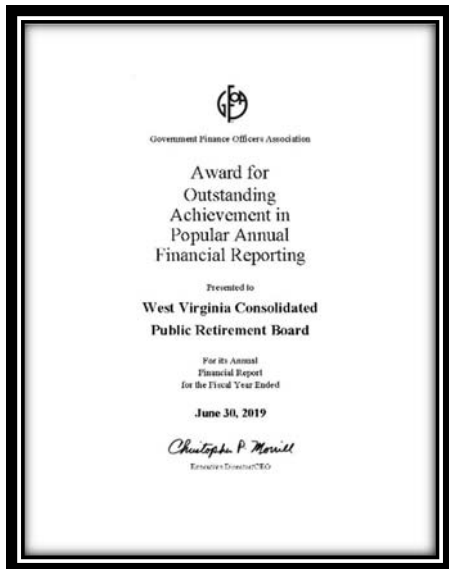 GFOA
Government Finance Officers Association
Award for
Outstanding
Achievement in
Popular Annual
Financial Reporting
Presented to
West Virginia Consolidated
Public Retirement Board
For its Annual
Financial Report
for the Fiscal Year Ended
June 30, 2019
Christopher P. Morrill
Executive Director/CEO